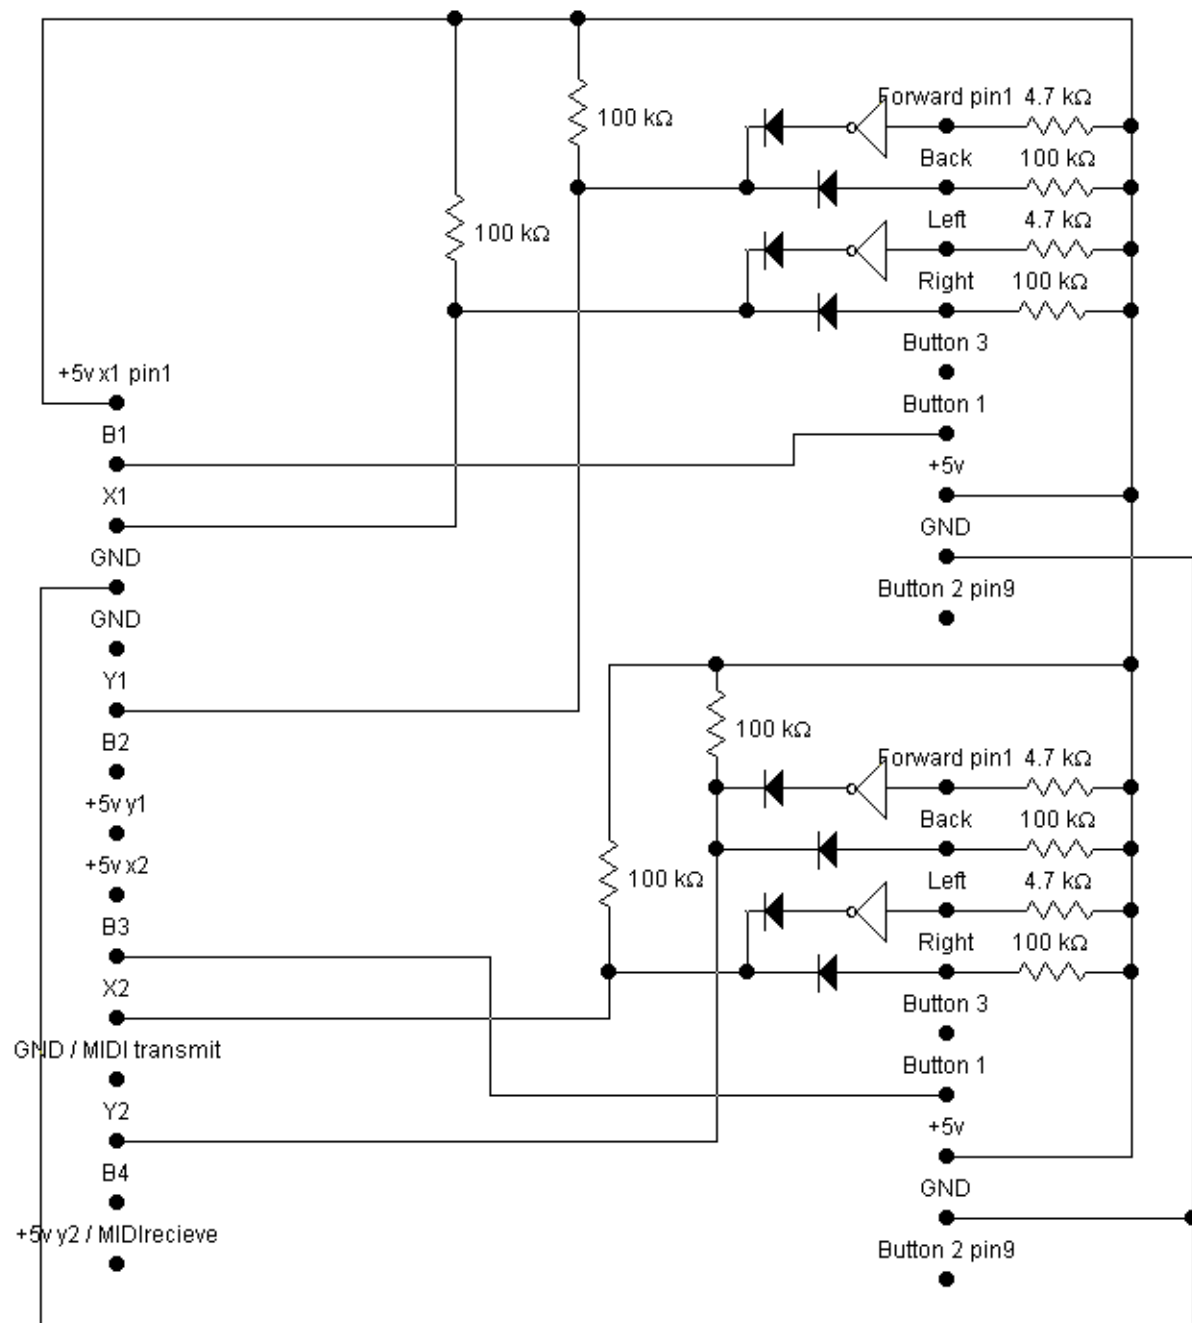 Forward pin1 4.7 kΩ
100 kΩ
Back 100 kΩ
Left 4.7 kΩ
100 kΩ
Right 100 kΩ
Button 3
+5v x1 pin1
Button 1
B1
+5v
X1
GND
GND
Button 2 pin9
GND
Y1
B2
100 kΩ
Forward pin1 4.7 kΩ
+5v y1
Back 100 kΩ
+5v x2
100 kΩ
Left 4.7 kΩ
B3
Right 100 kΩ
X2
Button 3
GND / MIDI transmit
Button 1
Y2
+5v
B4
GND
+5v y2 / MIDIrecieve
Button 2 pin9